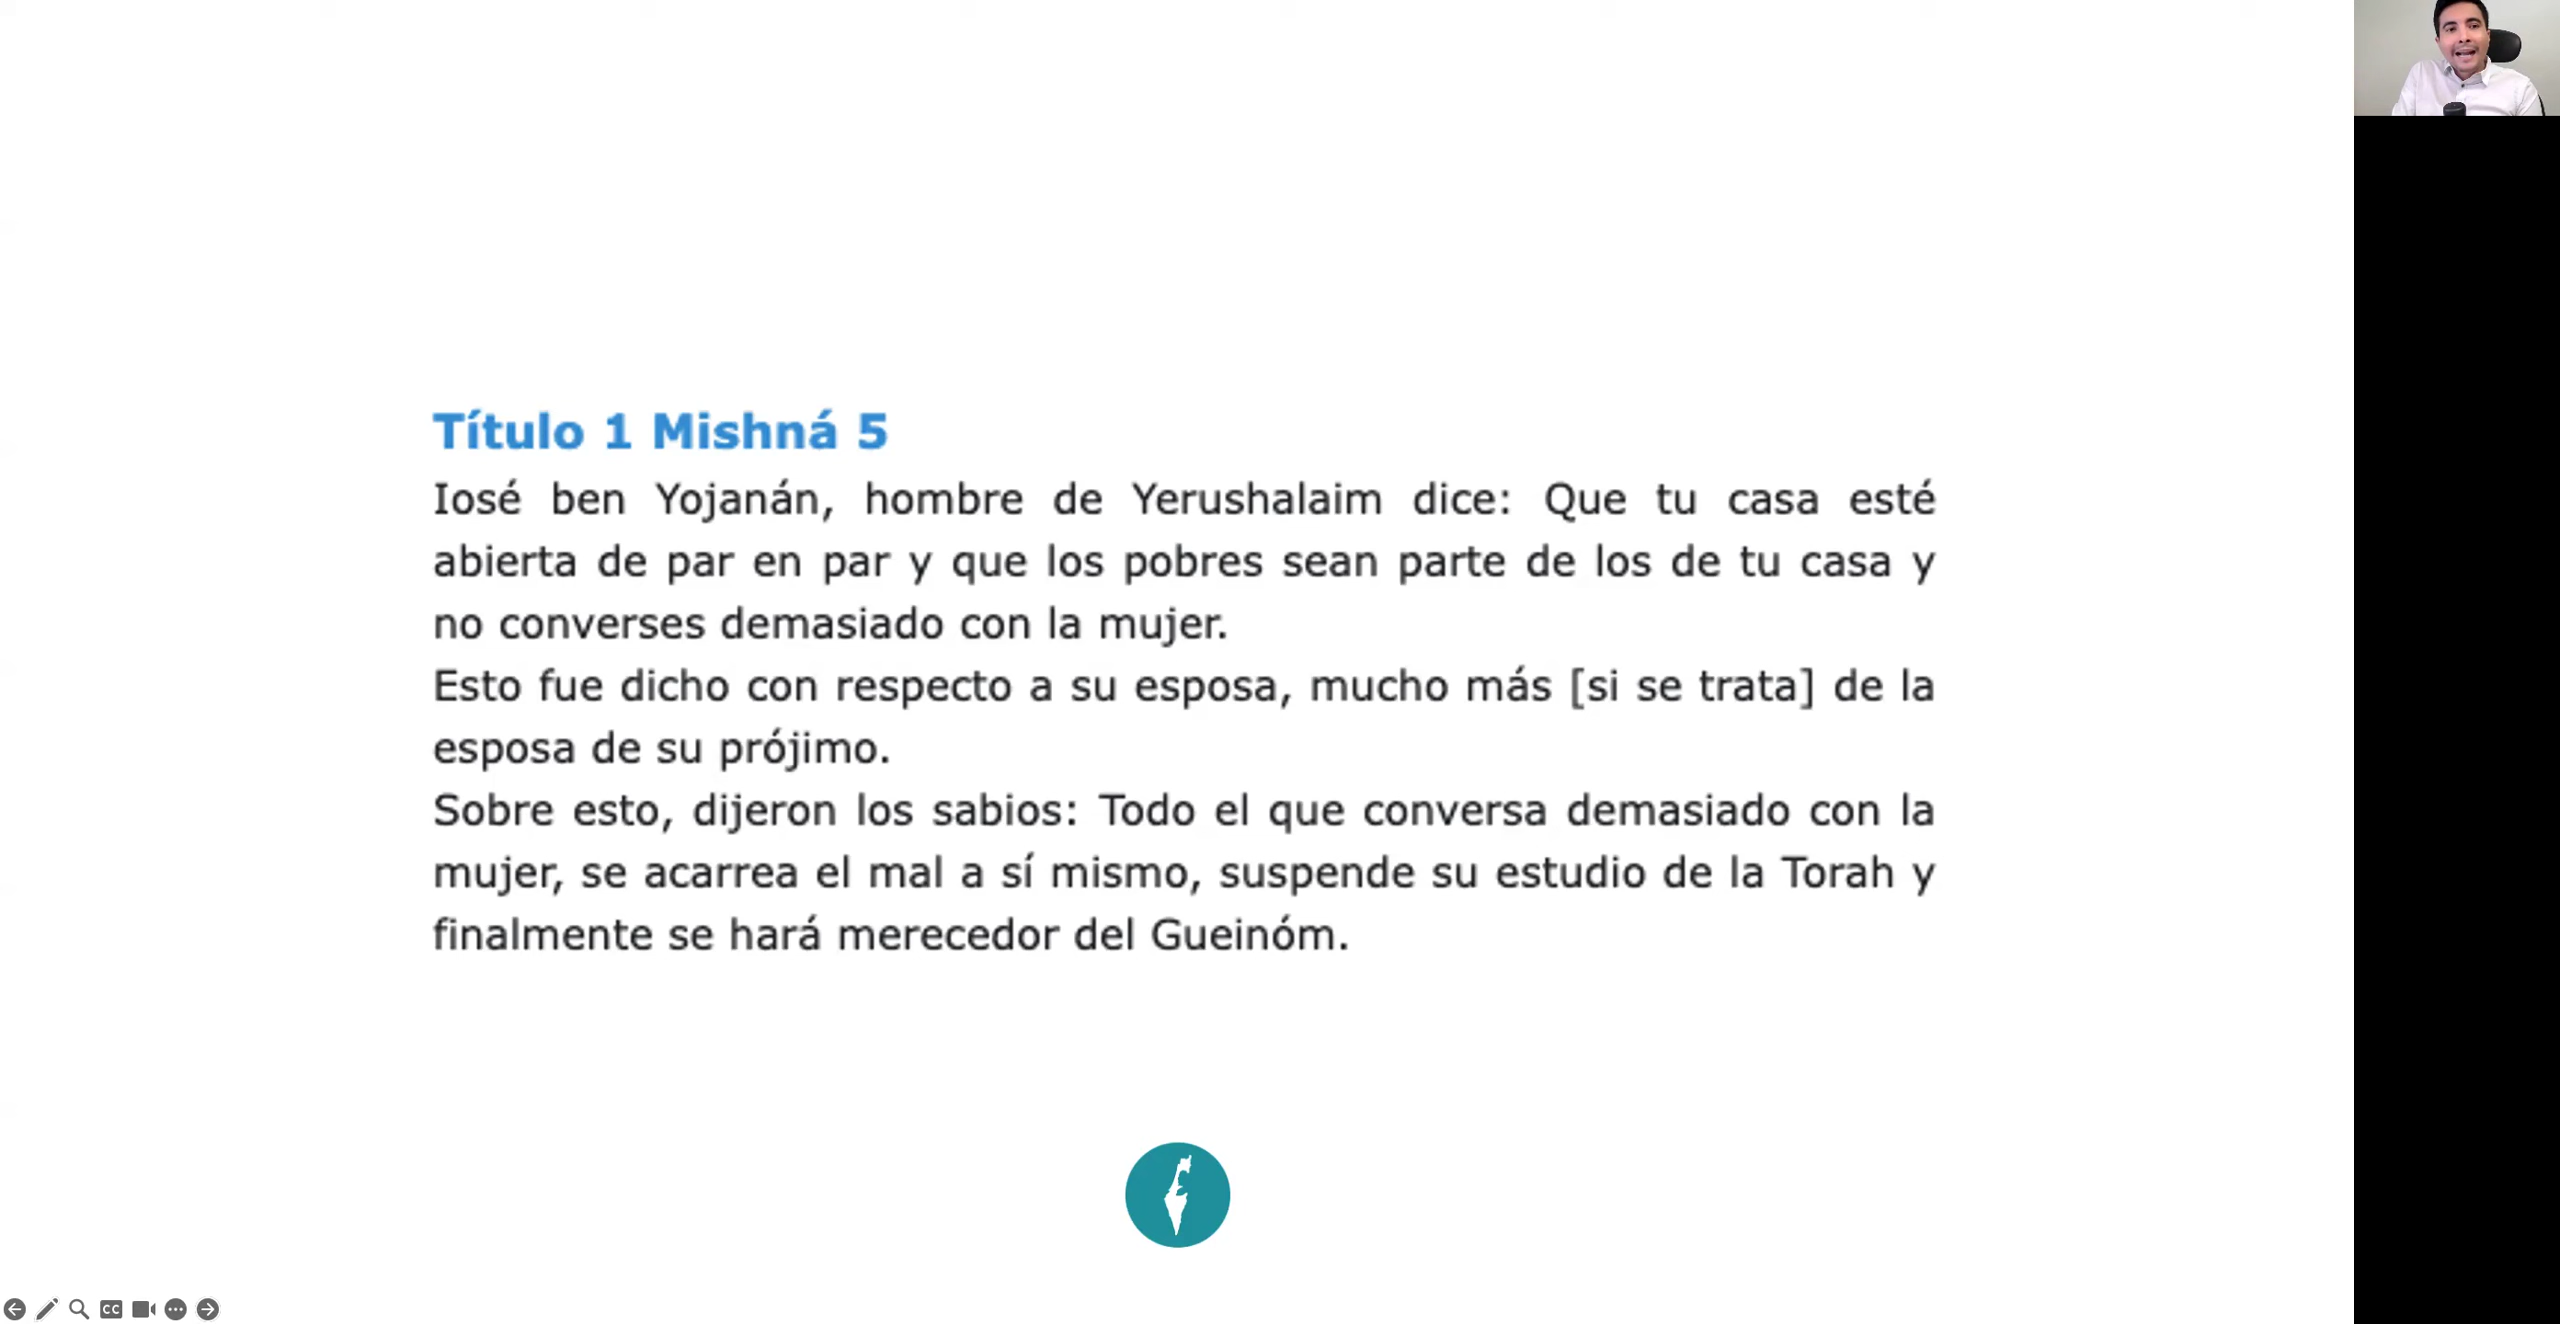 Título 1 Mishná 5
Iosé ben Yojanán, hombre de Yerushalaim dice: Que tu casa esté
abierta de par en par y que los pobres sean parte de los de tu casa y
no converses demasiado con la mujer.
Esto fue dicho con respecto a su esposa, mucho más [si se trata] de la
esposa de su prójimo.
Sobre esto, dijeron los sabios: Todo el que conversa demasiado con la
mujer, se acarrea el mal a sí mismo, suspende su estudio de la Torah y
finalmente se hará merecedor del Gueinóm.
CC